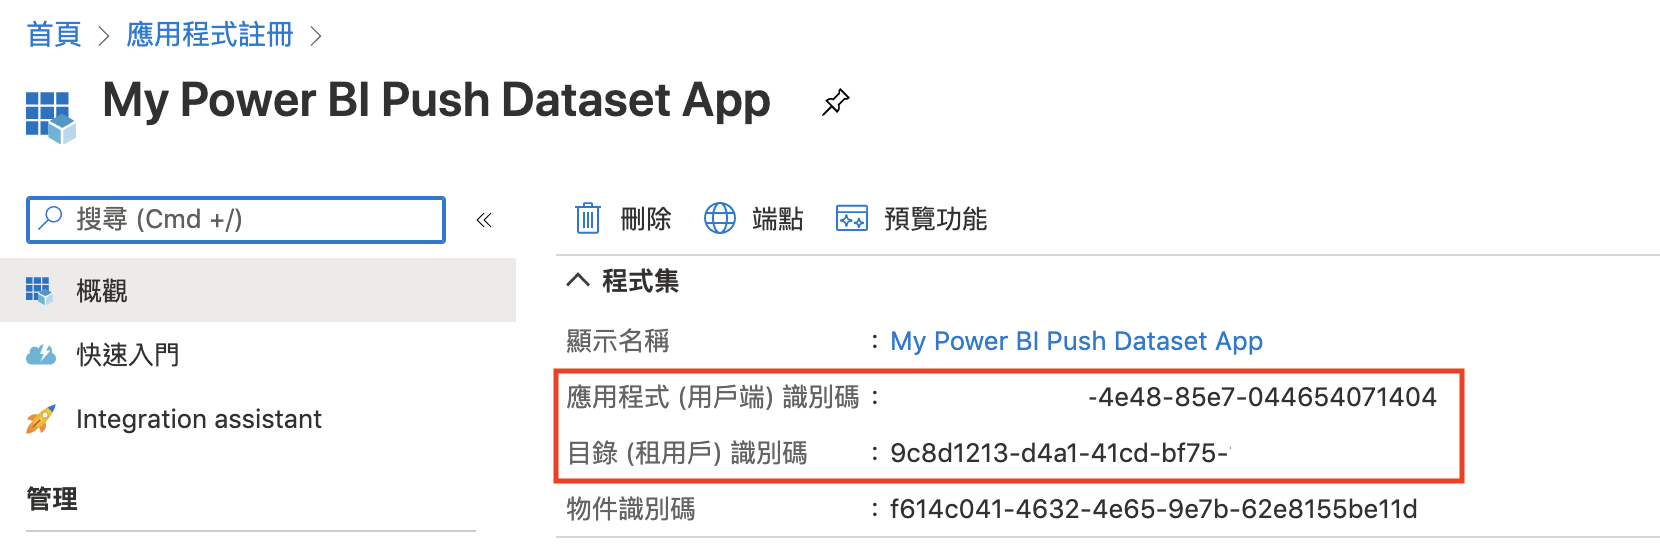 首頁 > 應用程式註冊 >
My Power BI Push Dataset App
搜尋 (Cmd +/)
«
刪除 端點 預覽功能
概觀
快速入門
Integration assistant
管理
程式集
顯示名稱 : My Power BI Push Dataset App
應用程式 (用戶端) 識別碼 : -4e48-85e7-044654071404
目錄 (租用戶) 識別碼 : 9c8d1213-d4a1-41cd-bf75-
物件識別碼 : f614c041-4632-4e65-9e7b-62e8155be11d